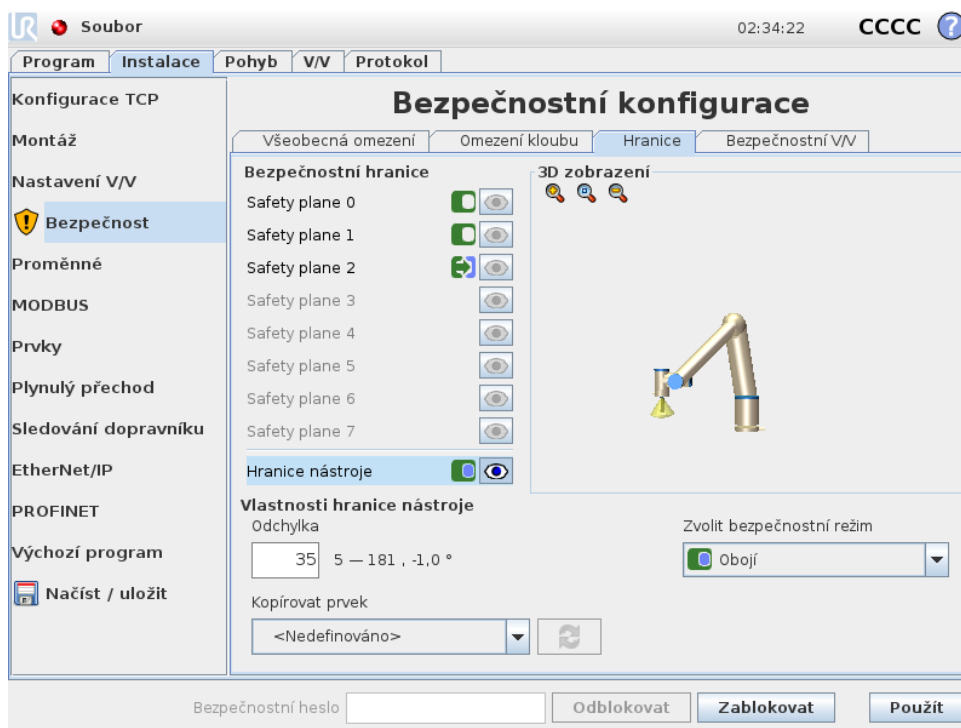 UR Soubor 02:34:22 CCCC ?
Program Instalace Pohyb V/V Protokol
Konfigurace TCP
Montáž
Nastavení V/V
Bezpečnost
Proměnné
MODBUS
Prvky
Plynulý přechod
Sledování dopravníku
EtherNet/IP
PROFINET
Výchozí program
Načíst / uložit
Bezpečnostní konfigurace
Všeobecná omezení Omezení kloubu Hranice Bezpečnostní V/V
Bezpečnostní hranice
Safety plane 0
Safety plane 1
Safety plane 2
Safety plane 3
Safety plane 4
Safety plane 5
Safety plane 6
Safety plane 7
Hranice nástroje
3D zobrazení
Vlastnosti hranice nástroje
Odchylka
35 5 — 181 , -1,0 °
Zvolit bezpečnostní režim
Obojí
Kopírovat prvek
<Nedefinováno>
Bezpečnostní heslo Odblokovat Zablokovat Použít